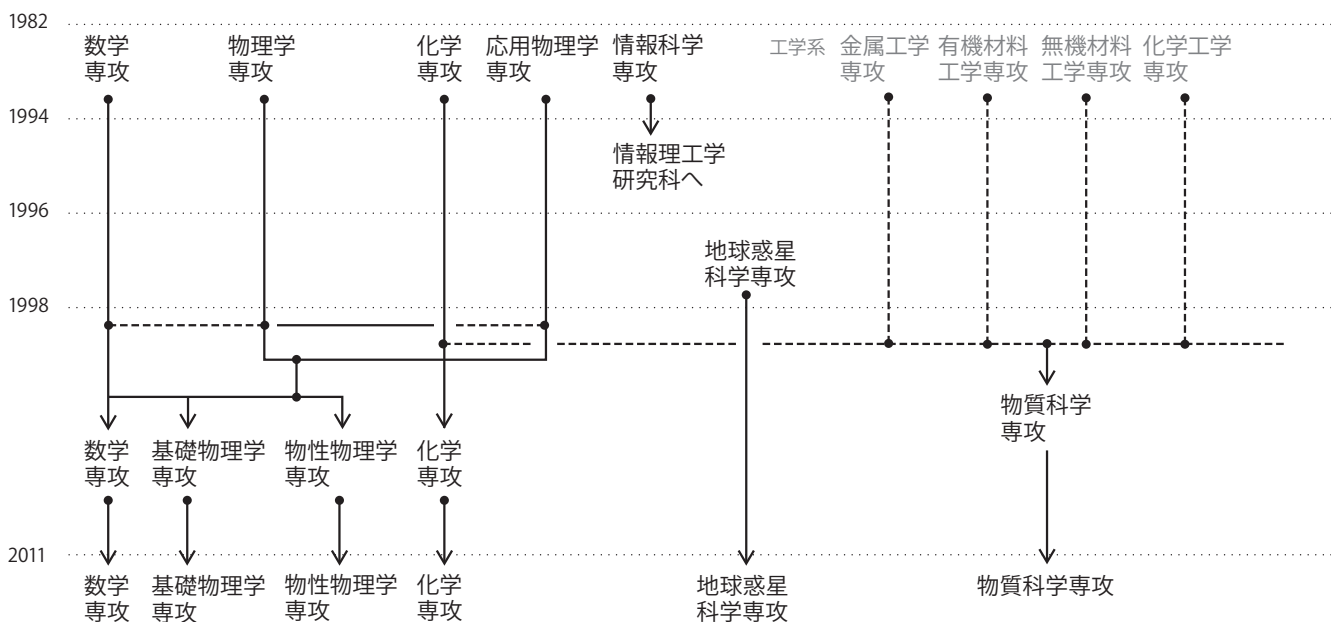 1982
数学
専攻
物理学
専攻
化学
専攻
応用物理学
専攻
情報科学
専攻
工学系
金属工学
専攻
有機材料
工学専攻
無機材料
工学専攻
化学工学
専攻
1994
情報理工学
研究科へ
1996
地球惑星
科学専攻
1998
物質科学
専攻
数学
専攻
基礎物理学
専攻
物性物理学
専攻
化学
専攻
2011
数学
専攻
基礎物理学
専攻
物性物理学
専攻
化学
専攻
地球惑星
科学専攻
物質科学専攻